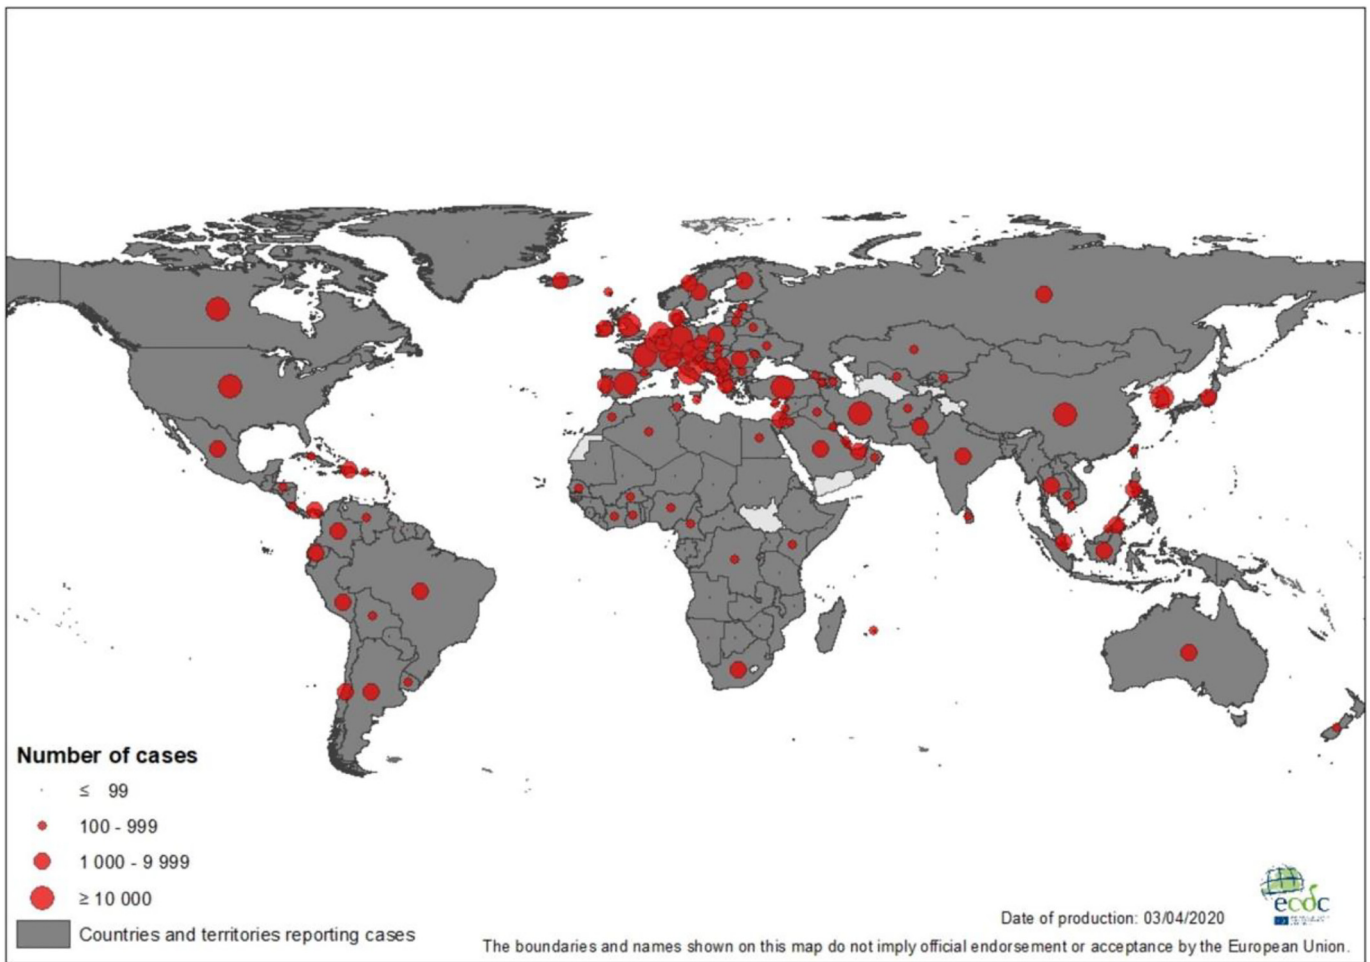 Number of cases
≤ 99
100 - 999
1 000 - 9 999
≥ 10 000
Countries and territories reporting cases
ecdc
Date of production: 03/04/2020
The boundaries and names shown on this map do not imply official endorsement or acceptance by the European Union.